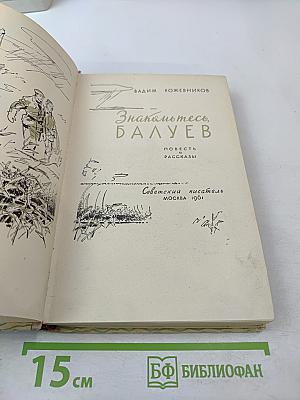 ВАДИМ КОЖЕВНИКОВ
Знакомьтесь,
БАЛУЕВ
ПОВЕСТЬ
И
РАССКАЗЫ
Советский писатель
МОСКВА 1961
15 см
БФ БИБЛИОФАН